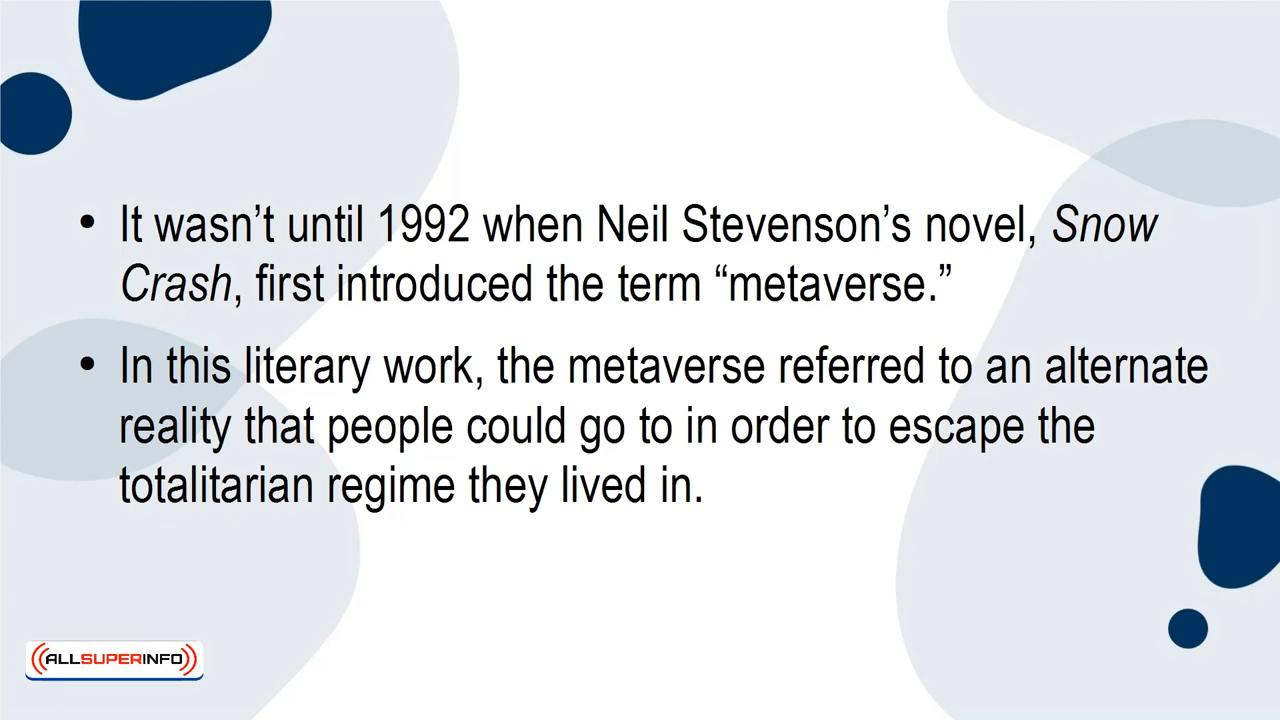 • It wasn’t until 1992 when Neil Stevenson’s novel, Snow
Crash, first introduced the term “metaverse.”
• In this literary work, the metaverse referred to an alternate
reality that people could go to in order to escape the
totalitarian regime they lived in.
ALLSUPERINFO